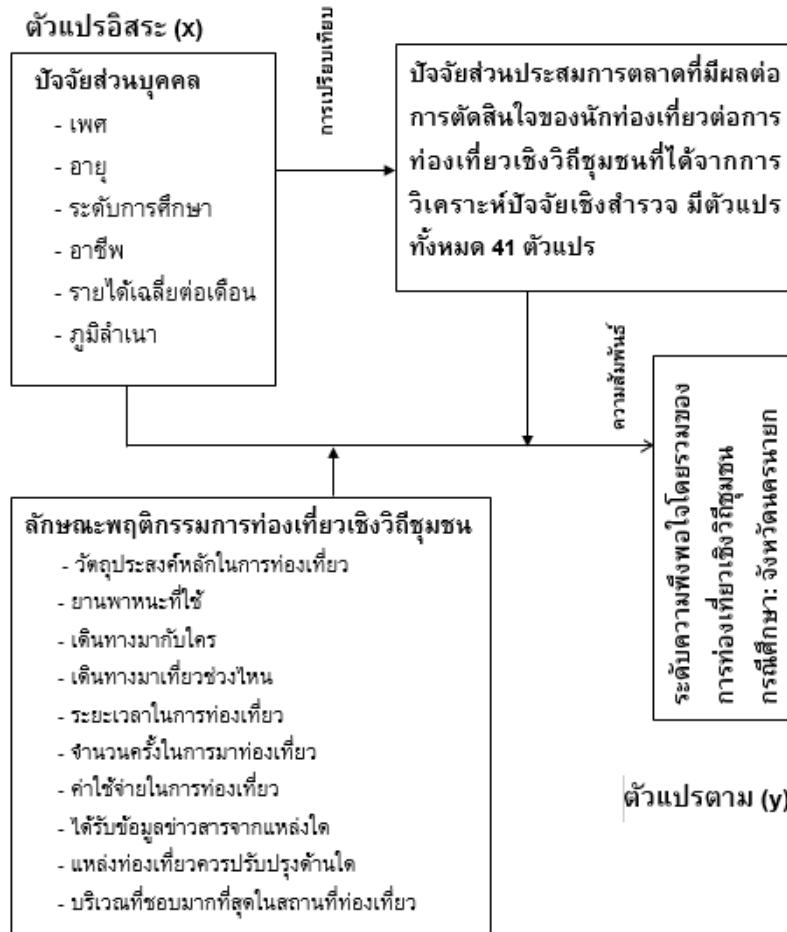 ตัวแปรอิสระ (x)
ปัจจัยส่วนบุคคล
- เพศ
- อายุ
- ระดับการศึกษา
- อาชีพ
- รายได้เฉลี่ยต่อเดือน
- ภูมิลำเนา
การเปรียบเทียบ
ปัจจัยส่วนประสมการตลาดที่มีผลต่อ
การตัดสินใจของนักท่องเที่ยวต่อการ
ท่องเที่ยวเชิงวิถีชุมชนที่ได้จากการ
วิเคราะห์ปัจจัยเชิงสำรวจ มีตัวแปร
ทั้งหมด 41 ตัวแปร
ความสัมพันธ์
ระดับความพึงพอใจโดยรวมของ
การท่องเที่ยวเชิงวิถีชุมชน
กรณีศึกษา: จังหวัดนครนายก
ลักษณะพฤติกรรมการท่องเที่ยวเชิงวิถีชุมชน
- วัตถุประสงค์หลักในการท่องเที่ยว
- ยานพาหนะที่ใช้
- เดินทางมากับใคร
- เดินทางมาเที่ยวช่วงไหน
- ระยะเวลาในการท่องเที่ยว
- จำนวนครั้งในการมาท่องเที่ยว
- ค่าใช้จ่ายในการท่องเที่ยว
- ได้รับข้อมูลข่าวสารจากแหล่งใด
- แหล่งท่องเที่ยวควรปรับปรุงด้านใด
- บริเวณที่ชอบมากที่สุดในสถานที่ท่องเที่ยว
ตัวแปรตาม (y)